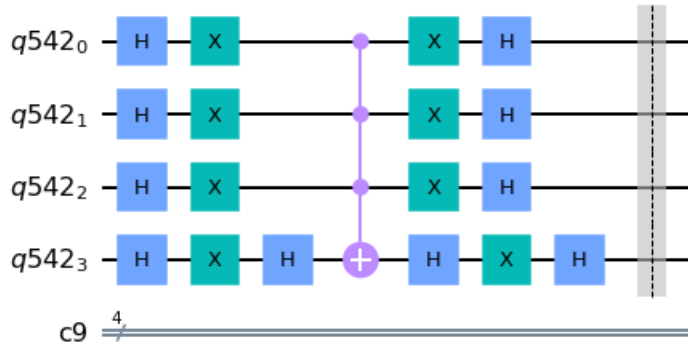 q542₀ H X X H
q542₁ H X X H
q542₂ H X X H
q542₃ H X H + H X H
4
c9